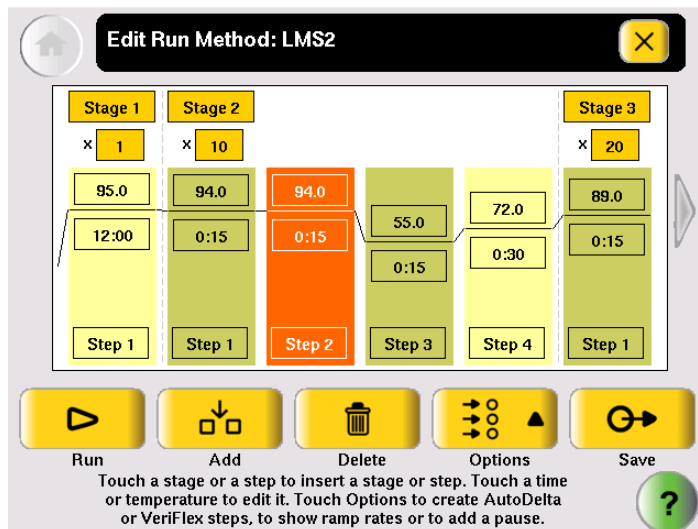 Edit Run Method: LMS2
Stage 1 Stage 2 Stage 3
x 1 x 10 x 20
95.0 94.0 94.0 55.0 72.0 89.0
12:00 0:15 0:15 0:15 0:30 0:15
Step 1 Step 1 Step 2 Step 3 Step 4 Step 1
Run Add Delete Options Save
Touch a stage or a step to insert a stage or step. Touch a time
or temperature to edit it. Touch Options to create AutoDelta
or VeriFlex steps, to show ramp rates or to add a pause.
?